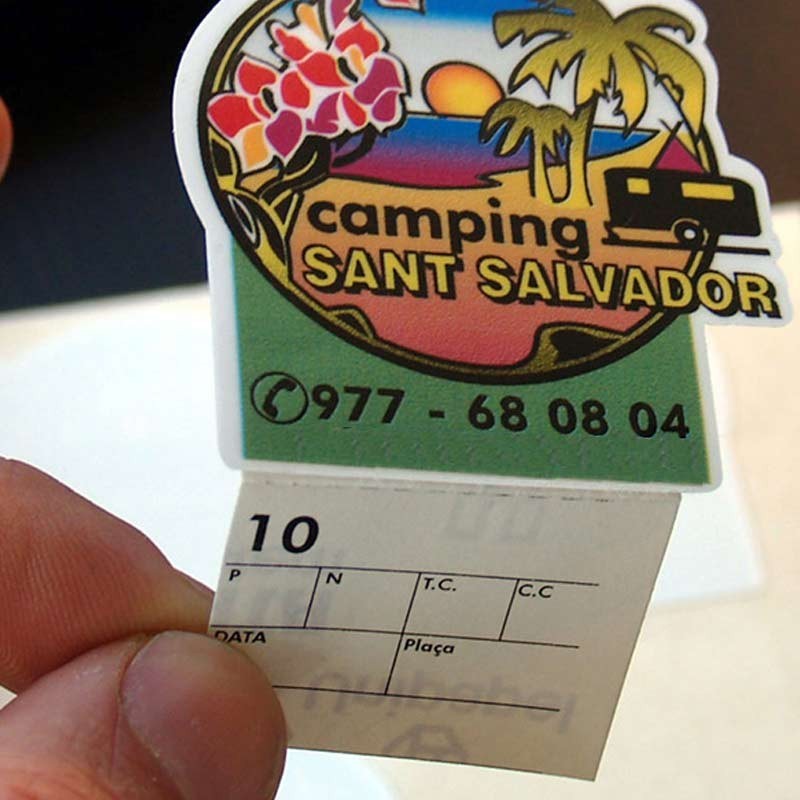 camping
SANT SALVADOR
977 - 68 08 04
10
P N T.C. C.C
DATA Plaça